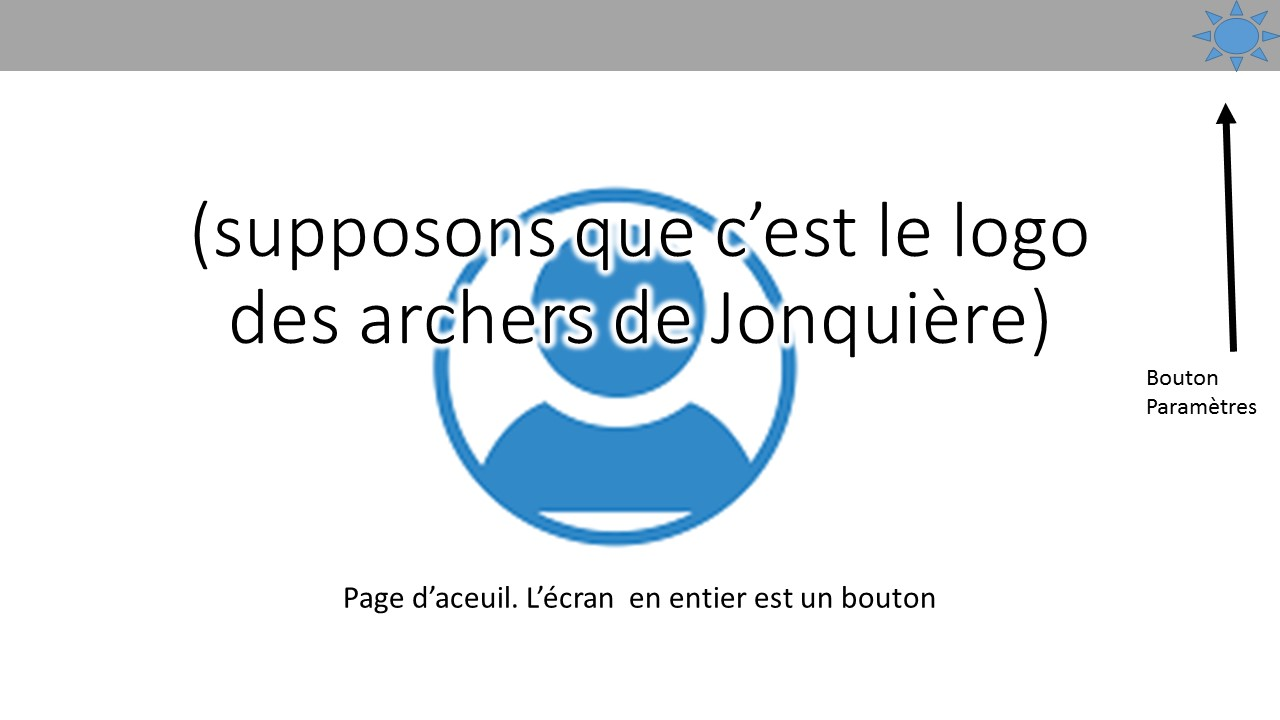 (supposons que c’est le logo
des archers de Jonquière)
Bouton
Paramètres
Page d’aceuil. L’écran  en entier est un bouton